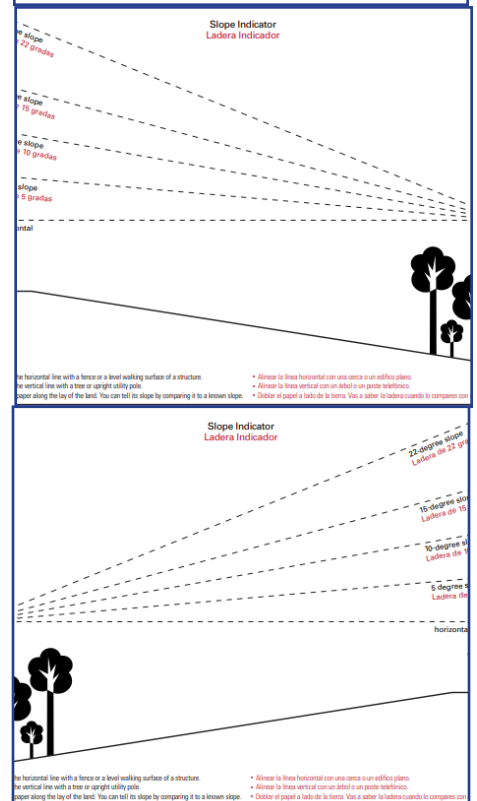 Slope Indicator
Ladera Indicador
slope
22 gradas
slope
15 gradas
slope
10 gradas
slope
5 gradas
ontal
he horizontal line with a fence or a level walking surface of a structure.
he vertical line with a tree or upright utility pole.
paper along the lay of the land. You can tell its slope by comparing it to a known slope.
• Alinear la línea horizontal con una cerca o un edifico plano.
• Alinear la línea vertical con un árbol o un poste telefónico.
• Doblar el papel a lado de la tierra. Vas a saber la ladera cuando lo compares con
Slope Indicator
Ladera Indicador
22-degree slope
Ladera de 22 gra
15-degree slo
Ladera de 15
10-degree sl
Ladera de 1
5 degree s
Ladera de
horizonta
he horizontal line with a fence or a level walking surface of a structure.
he vertical line with a tree or upright utility pole.
paper along the lay of the land. You can tell its slope by comparing it to a known slope.
• Alinear la línea horizontal con una cerca o un edifico plano.
• Alinear la línea vertical con un árbol o un poste telefónico.
• Doblar el papel a lado de la tierra. Vas a saber la ladera cuando lo compares con